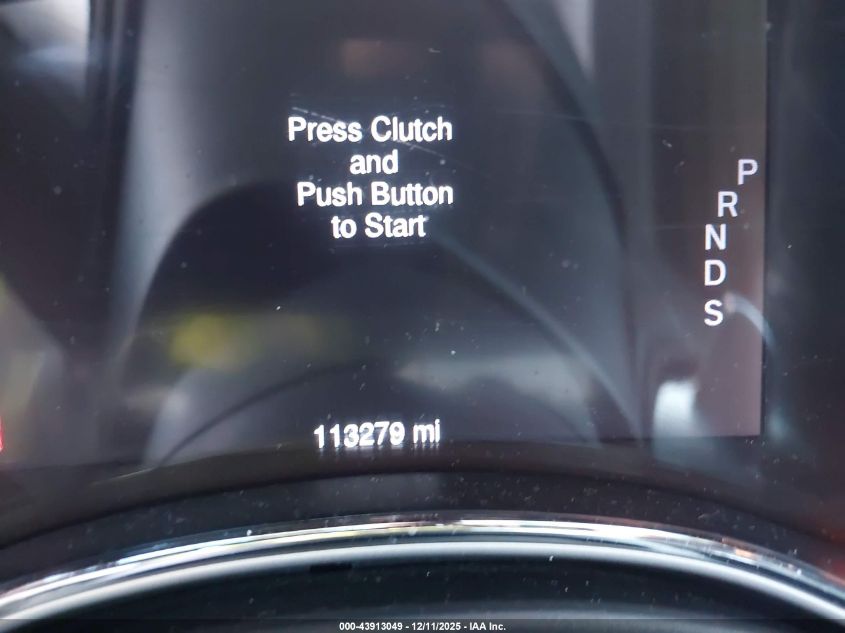 Press Clutch
and
Push Button
to Start
P
R
N
D
S
113279 mi
000-43913049 - 12/11/2025 - IAA Inc.